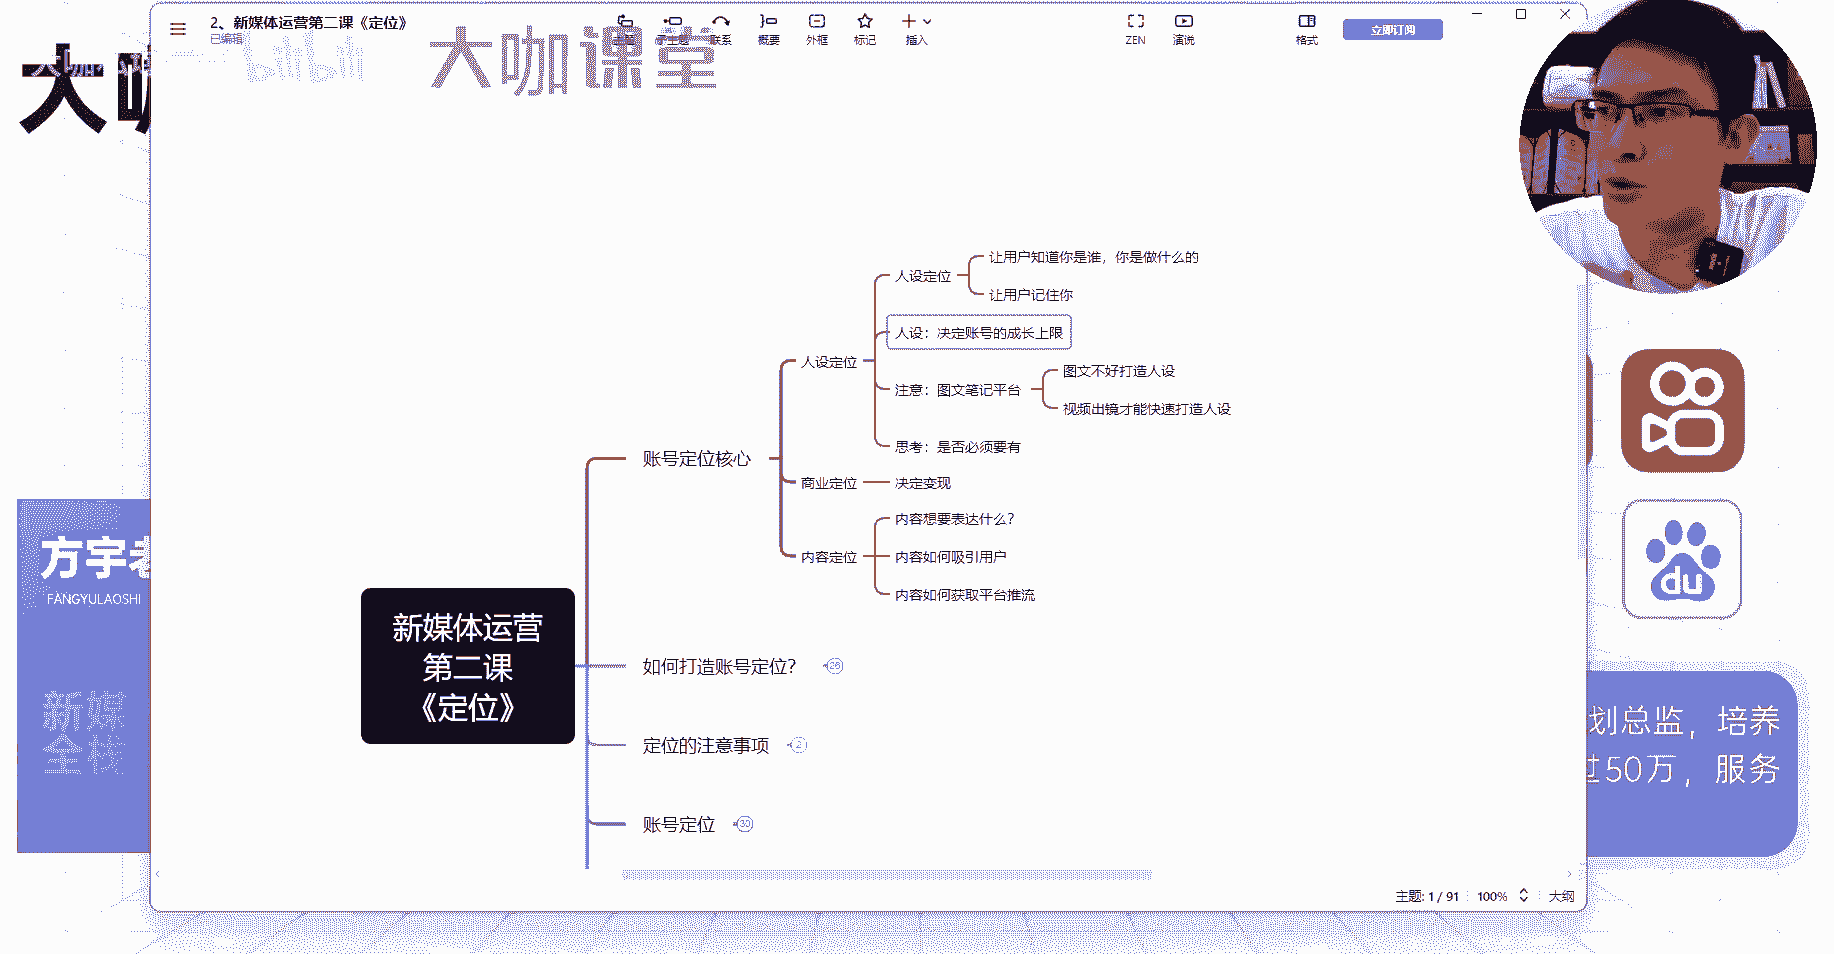 2、新媒体运营第二课《定位》
已编辑
主题
子主题
联系
概要
外框
标记
插入
ZEN
演说
格式
立即订阅
bilibili
大咖课堂
大咖
让用户知道你是谁，你是做什么的
人设定位
让用户记住你
人设：决定账号的成长上限
人设定位
图文不好打造人设
注意：图文笔记平台
视频出镜才能快速打造人设
思考：是否必须要有
账号定位核心
商业定位
决定变现
内容想要表达什么？
内容定位
内容如何吸引用户
内容如何获取平台推流
新媒体运营
第二课
《定位》
如何打造账号定位？
26
定位的注意事项
2
账号定位
30
方宇老
FANGYULAOSHI
新媒
全栈
du
划总监，培养
过50万，服务
主题: 1 / 91
100%
大纲